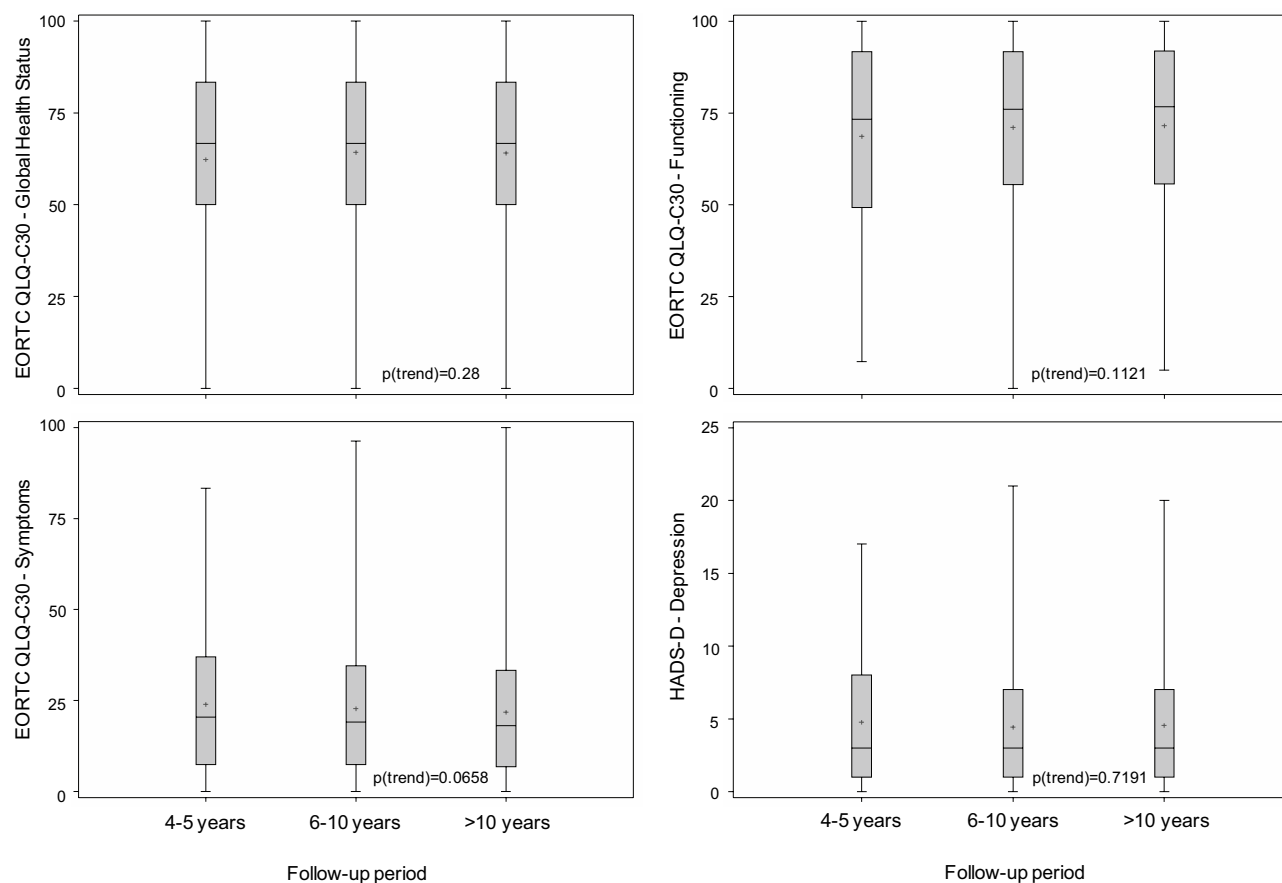 EORTC QLQ-C30 - Global Health Status
100
75
50
25
0
p(trend)=0.28
EORTC QLQ-C30 - Functioning
100
75
50
25
0
p(trend)=0.1121
EORTC QLQ-C30 - Symptoms
100
75
50
25
0
p(trend)=0.0658
4-5 years
6-10 years
>10 years
Follow-up period
HADS-D - Depression
25
20
15
10
5
0
p(trend)=0.7191
4-5 years
6-10 years
>10 years
Follow-up period